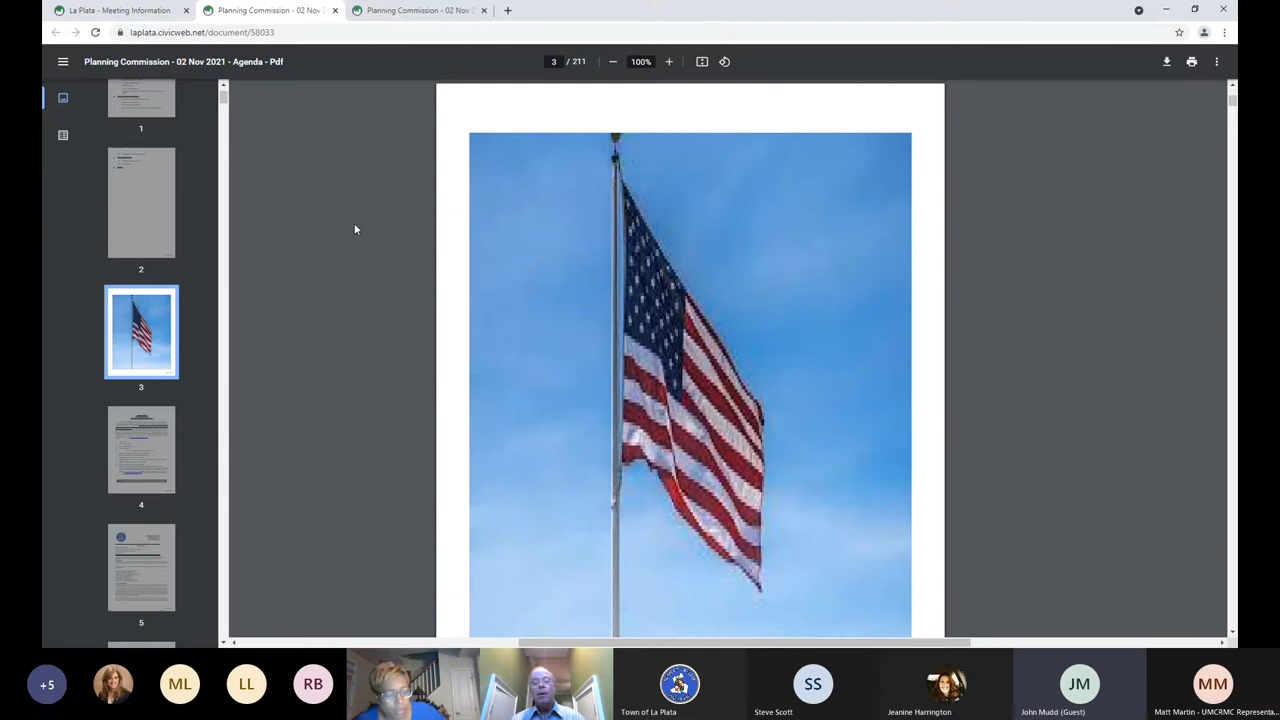 La Plata - Meeting Information
Planning Commission - 02 Nov 2
Planning Commission - 02 Nov 2
laplata.civicweb.net/document/58033
Planning Commission - 02 Nov 2021 - Agenda - Pdf
3 / 211
100%
1
2
3
4
5
+5
ML
LL
RB
SS
JM
MM
Town of La Plata
Steve Scott
Jeanine Harrington
John Mudd (Guest)
Matt Martin - UMCRMC Representa...